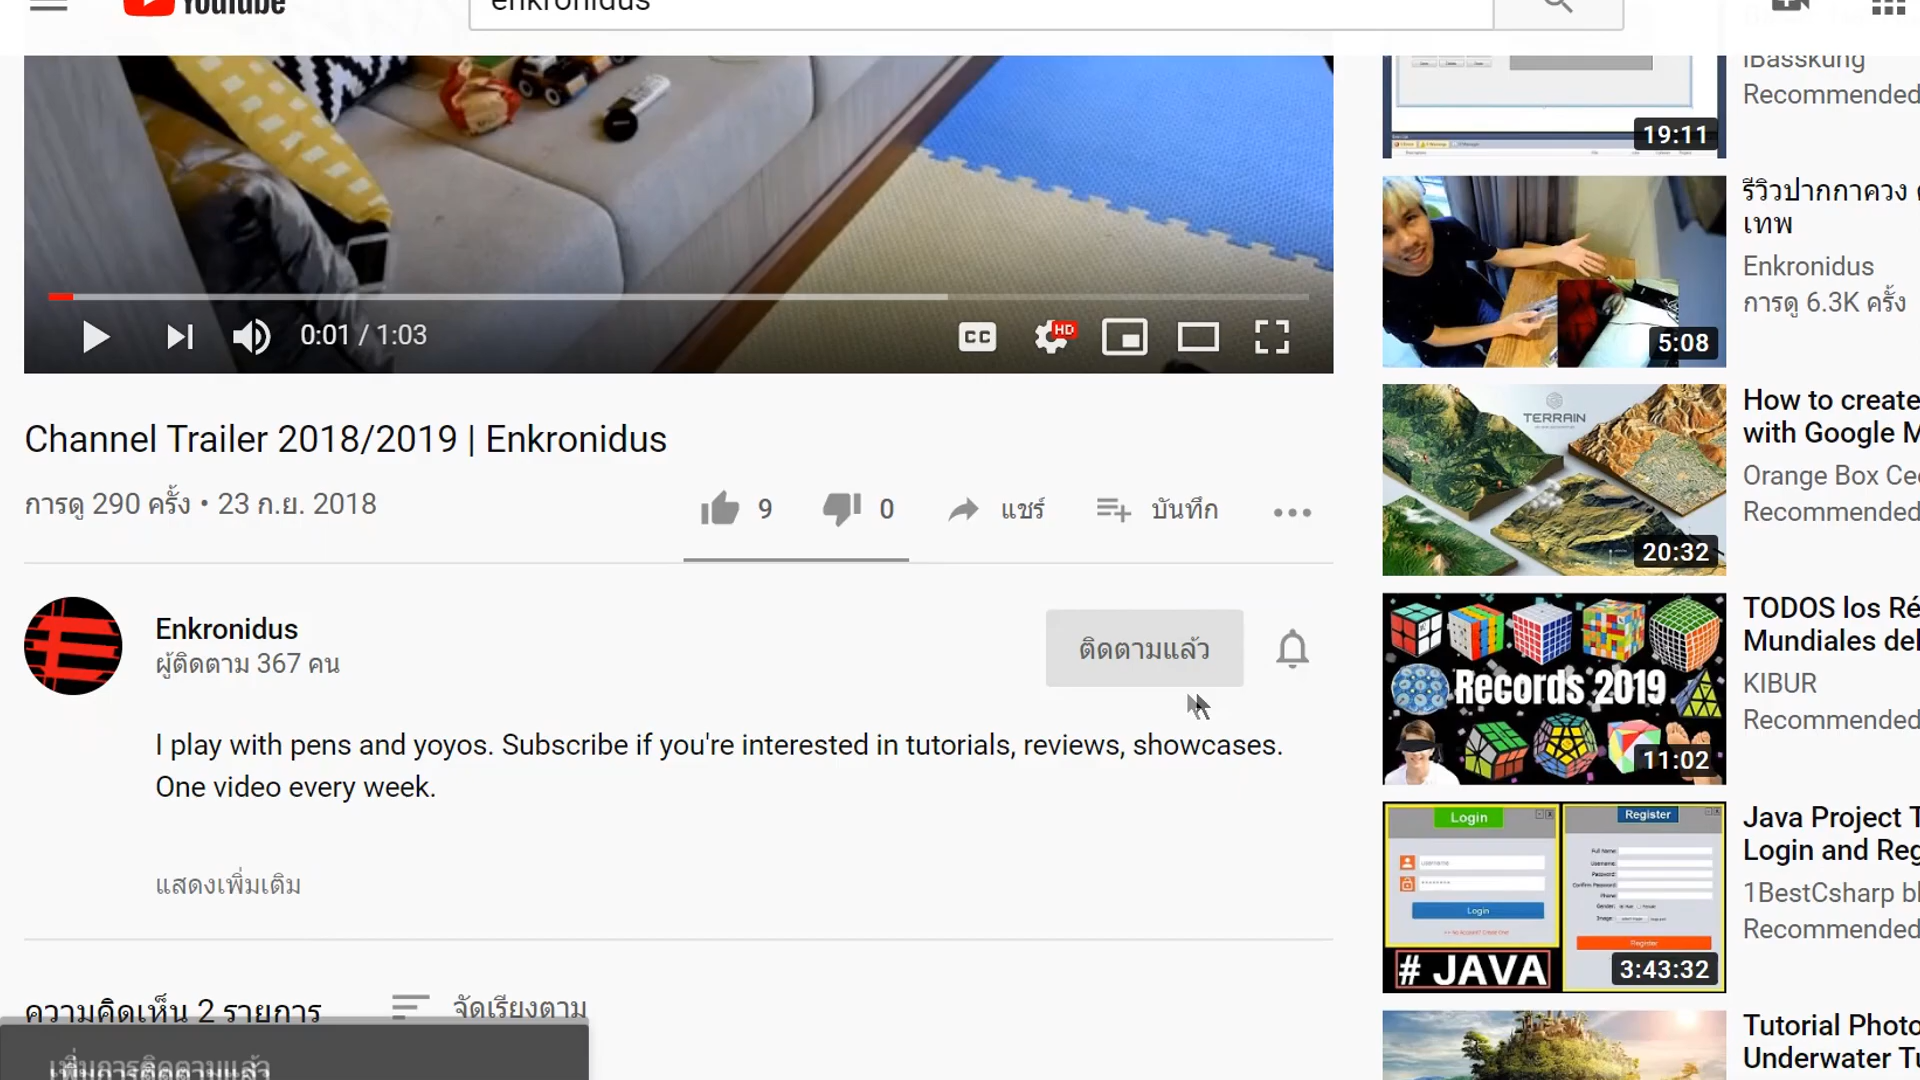 YouTube
enkronidus
0:01 / 1:03
CC
HD
Channel Trailer 2018/2019 | Enkronidus
การดู 290 ครั้ง • 23 ก.ย. 2018
9
0
แชร์
บันทึก
Enkronidus
ผู้ติดตาม 367 คน
ติดตามแล้ว
I play with pens and yoyos. Subscribe if you're interested in tutorials, reviews, showcases.
One video every week.
แสดงเพิ่มเติม
ความคิดเห็น 2 รายการ
จัดเรียงตาม
เพิ่มการติดตามแล้ว
19:11
iBasskung
Recommended
5:08
รีวิวปากกาควง
เทพ
Enkronidus
การดู 6.3K ครั้ง
TERRAIN
20:32
How to create
with Google M
Orange Box Ceo
Recommended
Records 2019
11:02
TODOS los Ré
Mundiales del
KIBUR
Recommended
Login
Register
Login
Register
# JAVA
3:43:32
Java Project T
Login and Reg
1BestCsharp bl
Recommended
Tutorial Photo
Underwater Tu